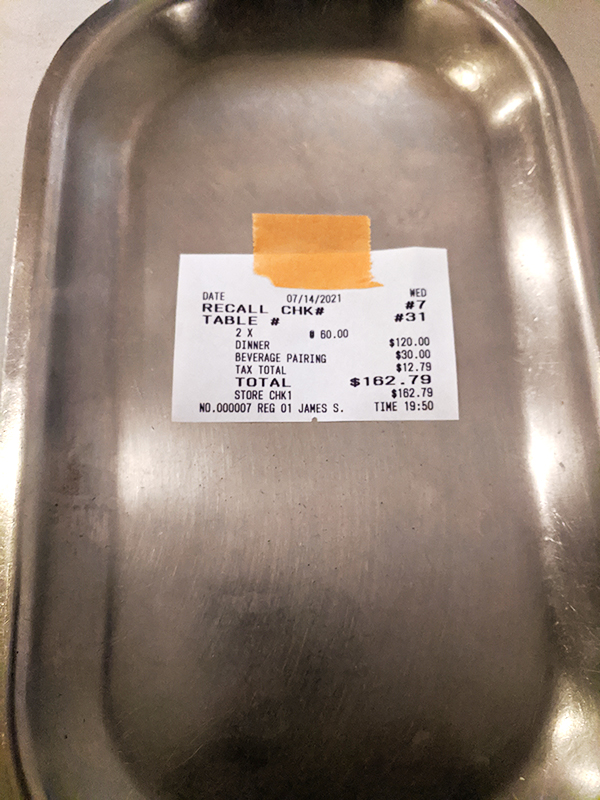 DATE 07/14/2021 WED
RECALL CHK# #7
TABLE # #31
2 X @ 60.00
DINNER $120.00
BEVERAGE PAIRING $30.00
TAX TOTAL $12.79
TOTAL $162.79
STORE CHK1 $162.79
NO.000007 REG 01 JAMES S. TIME 19:50